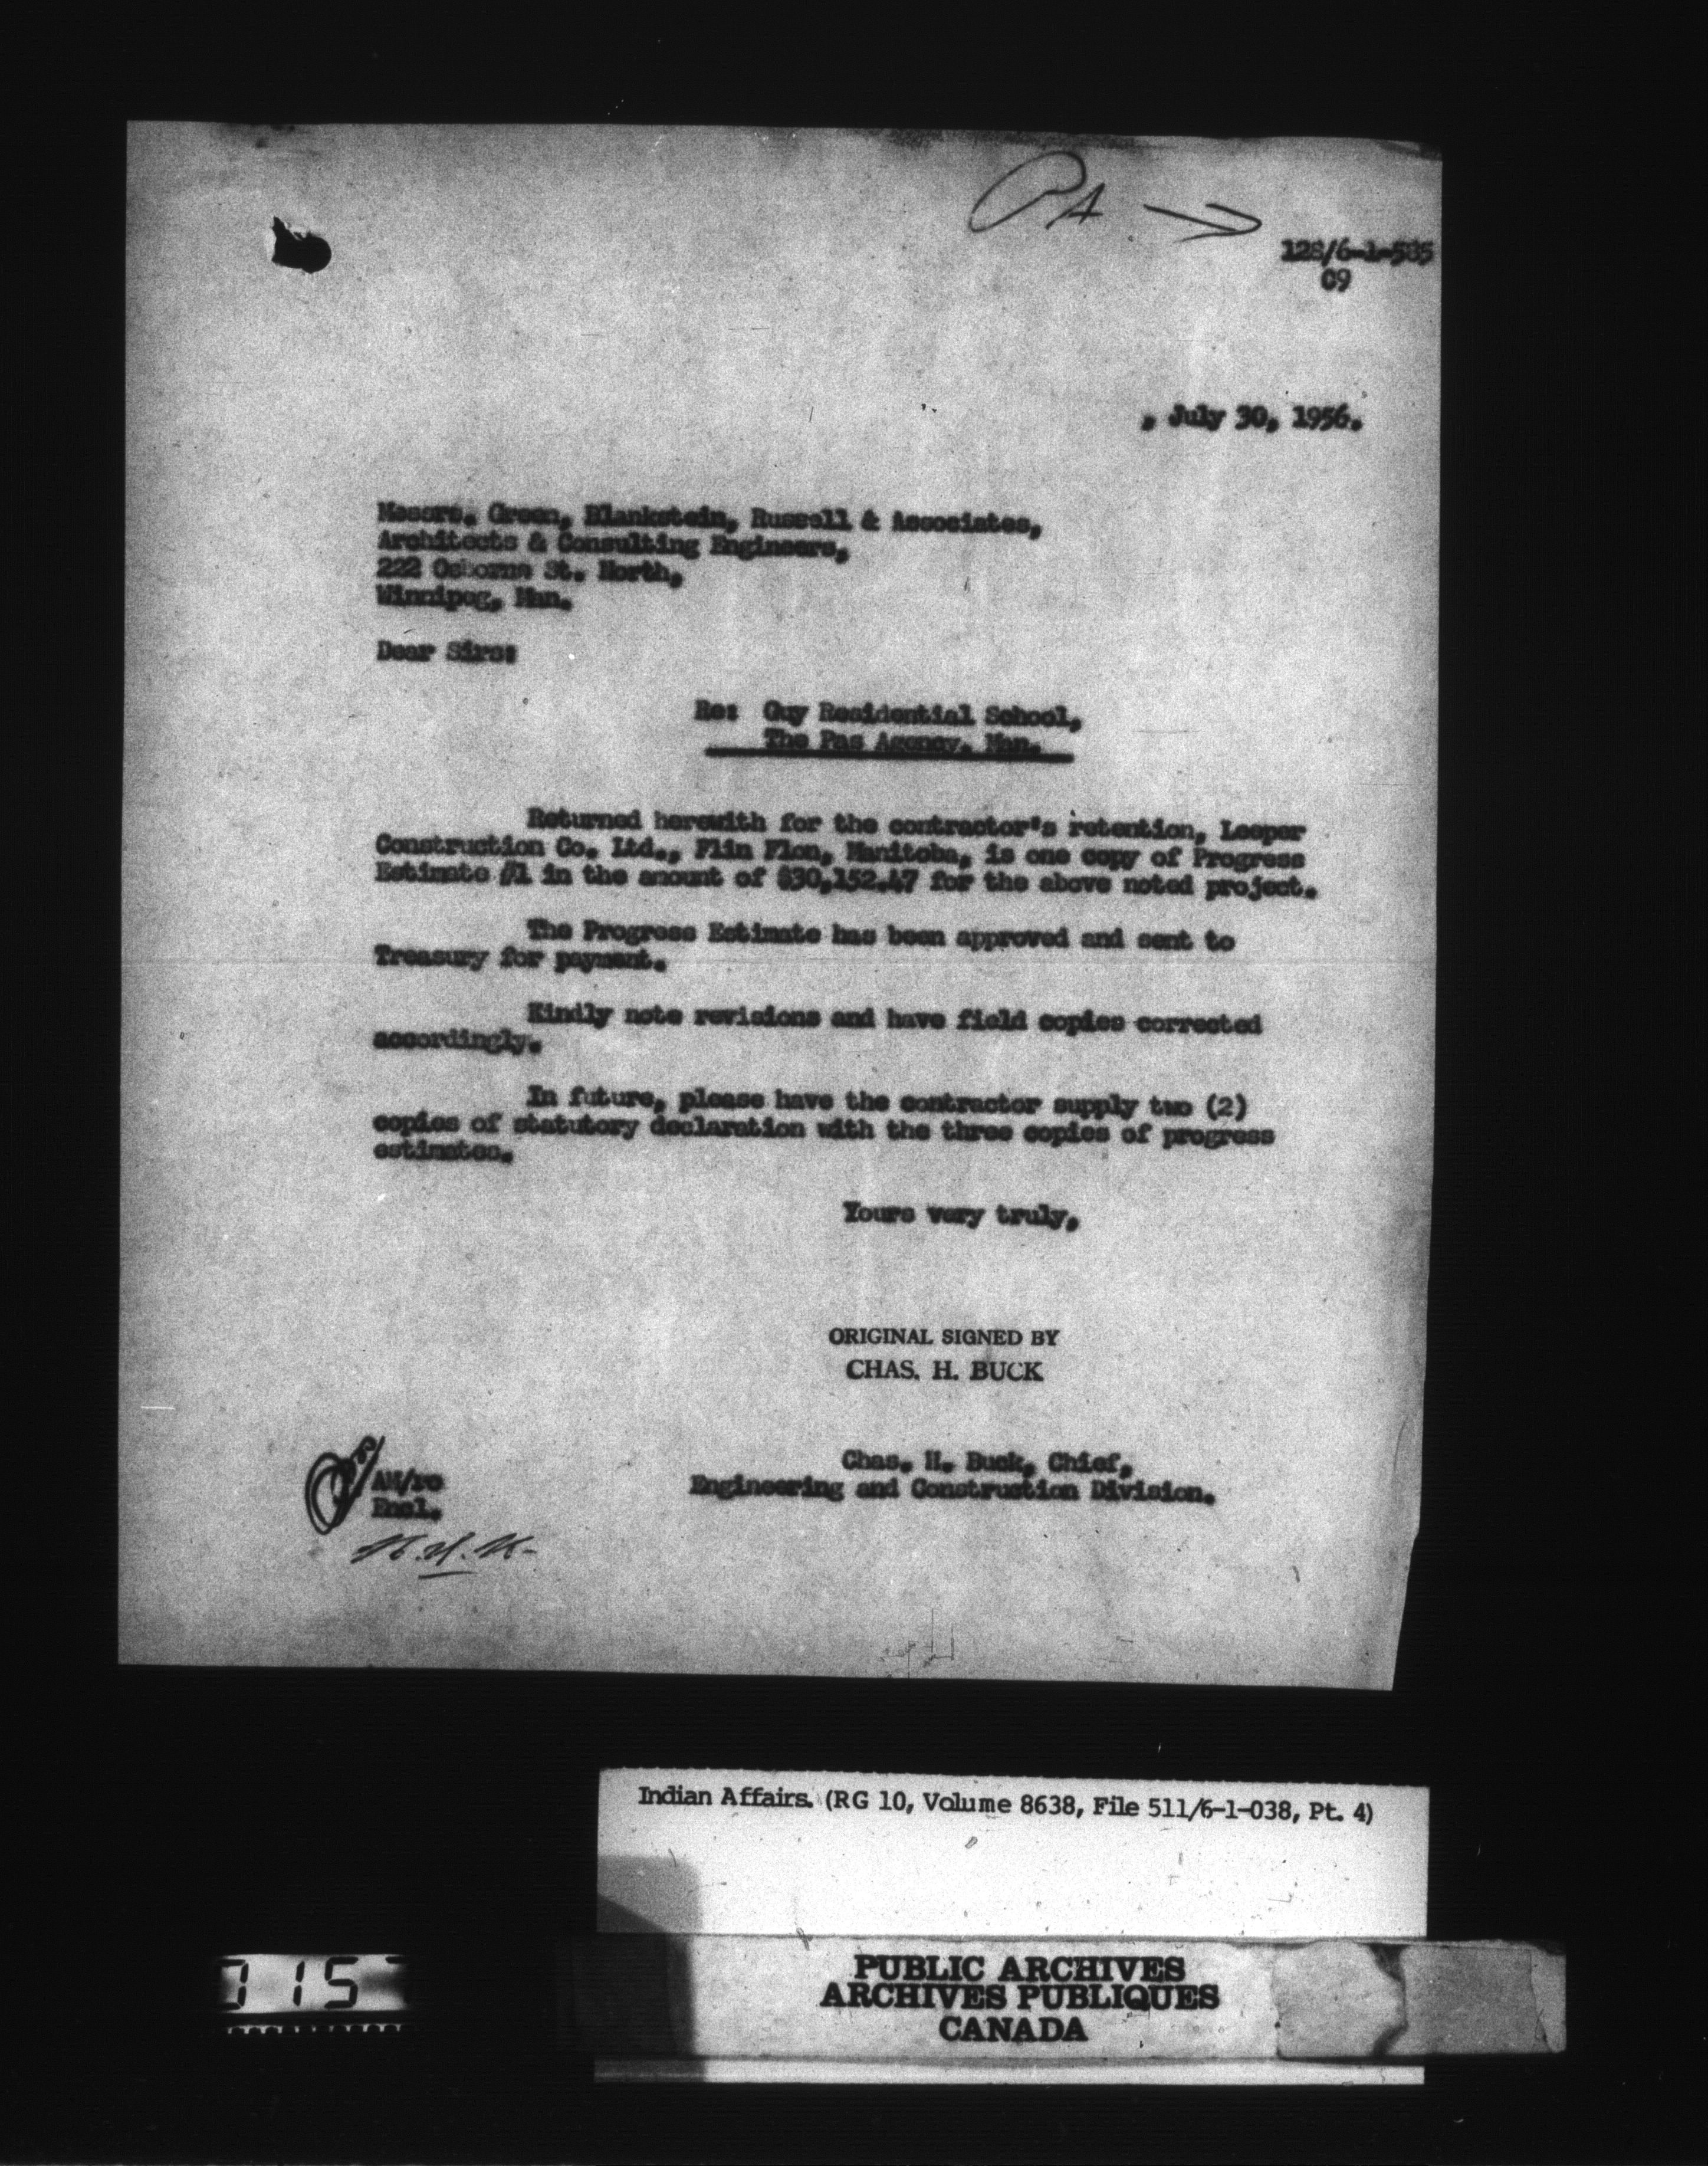 PA
128/6-1-585
09
, July 30, 1956.
Messrs. Green, Blankstein, Russell & Associates,
Architects & Consulting Engineers,
222 Osborne St. North,
Winnipeg, Man.
Dear Sirs:
Re: Guy Residential School,
The Pas Agency, Man.
Returned herewith for the contractor's retention, Leeper
Construction Co. Ltd., Flin Flon, Manitoba, is one copy of Progress
Estimate #1 in the amount of $30,152.47 for the above noted project.
The Progress Estimate has been approved and sent to
Treasury for payment.
Kindly note revisions and have field copies corrected
accordingly.
In future, please have the contractor supply two (2)
copies of statutory declaration with the three copies of progress
estimates.
Yours very truly,
ORIGINAL SIGNED BY
CHAS. H. BUCK
Chas. H. Buck, Chief,
Engineering and Construction Division.
Encl.
Indian Affairs. (RG 10, Volume 8638, File 511/6-1-038, Pt. 4)
PUBLIC ARCHIVES
ARCHIVES PUBLIQUES
CANADA